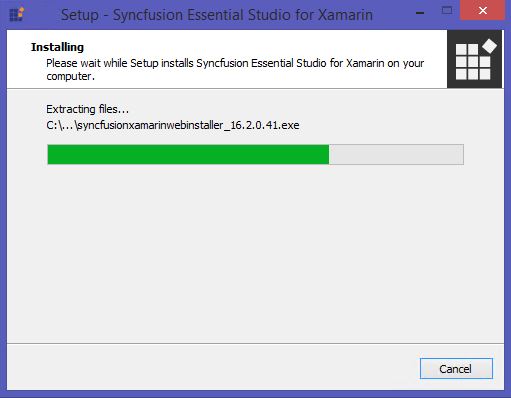 Setup - Syncfusion Essential Studio for Xamarin
Installing
Please wait while Setup installs Syncfusion Essential Studio for Xamarin on your
computer.
Extracting files...
C:\...\syncfusionxamarinwebinstaller_16.2.0.41.exe
Cancel